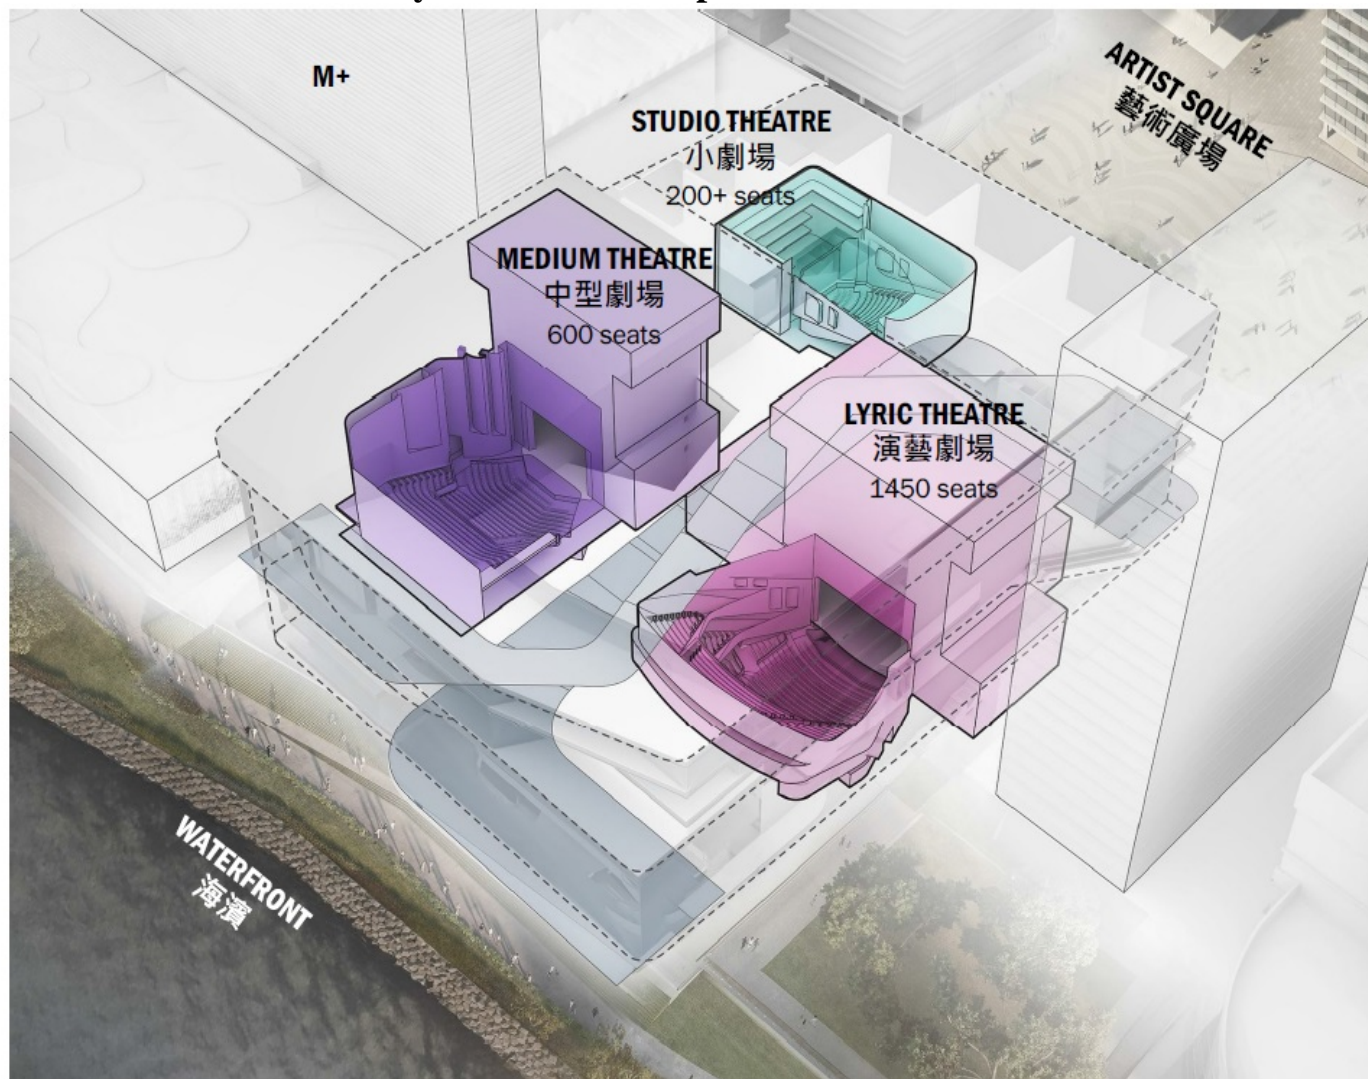 M+
ARTIST SQUARE
藝術廣場
STUDIO THEATRE
小劇場
200+ seats
MEDIUM THEATRE
中型劇場
600 seats
LYRIC THEATRE
演藝劇場
1450 seats
WATERFRONT
海濱